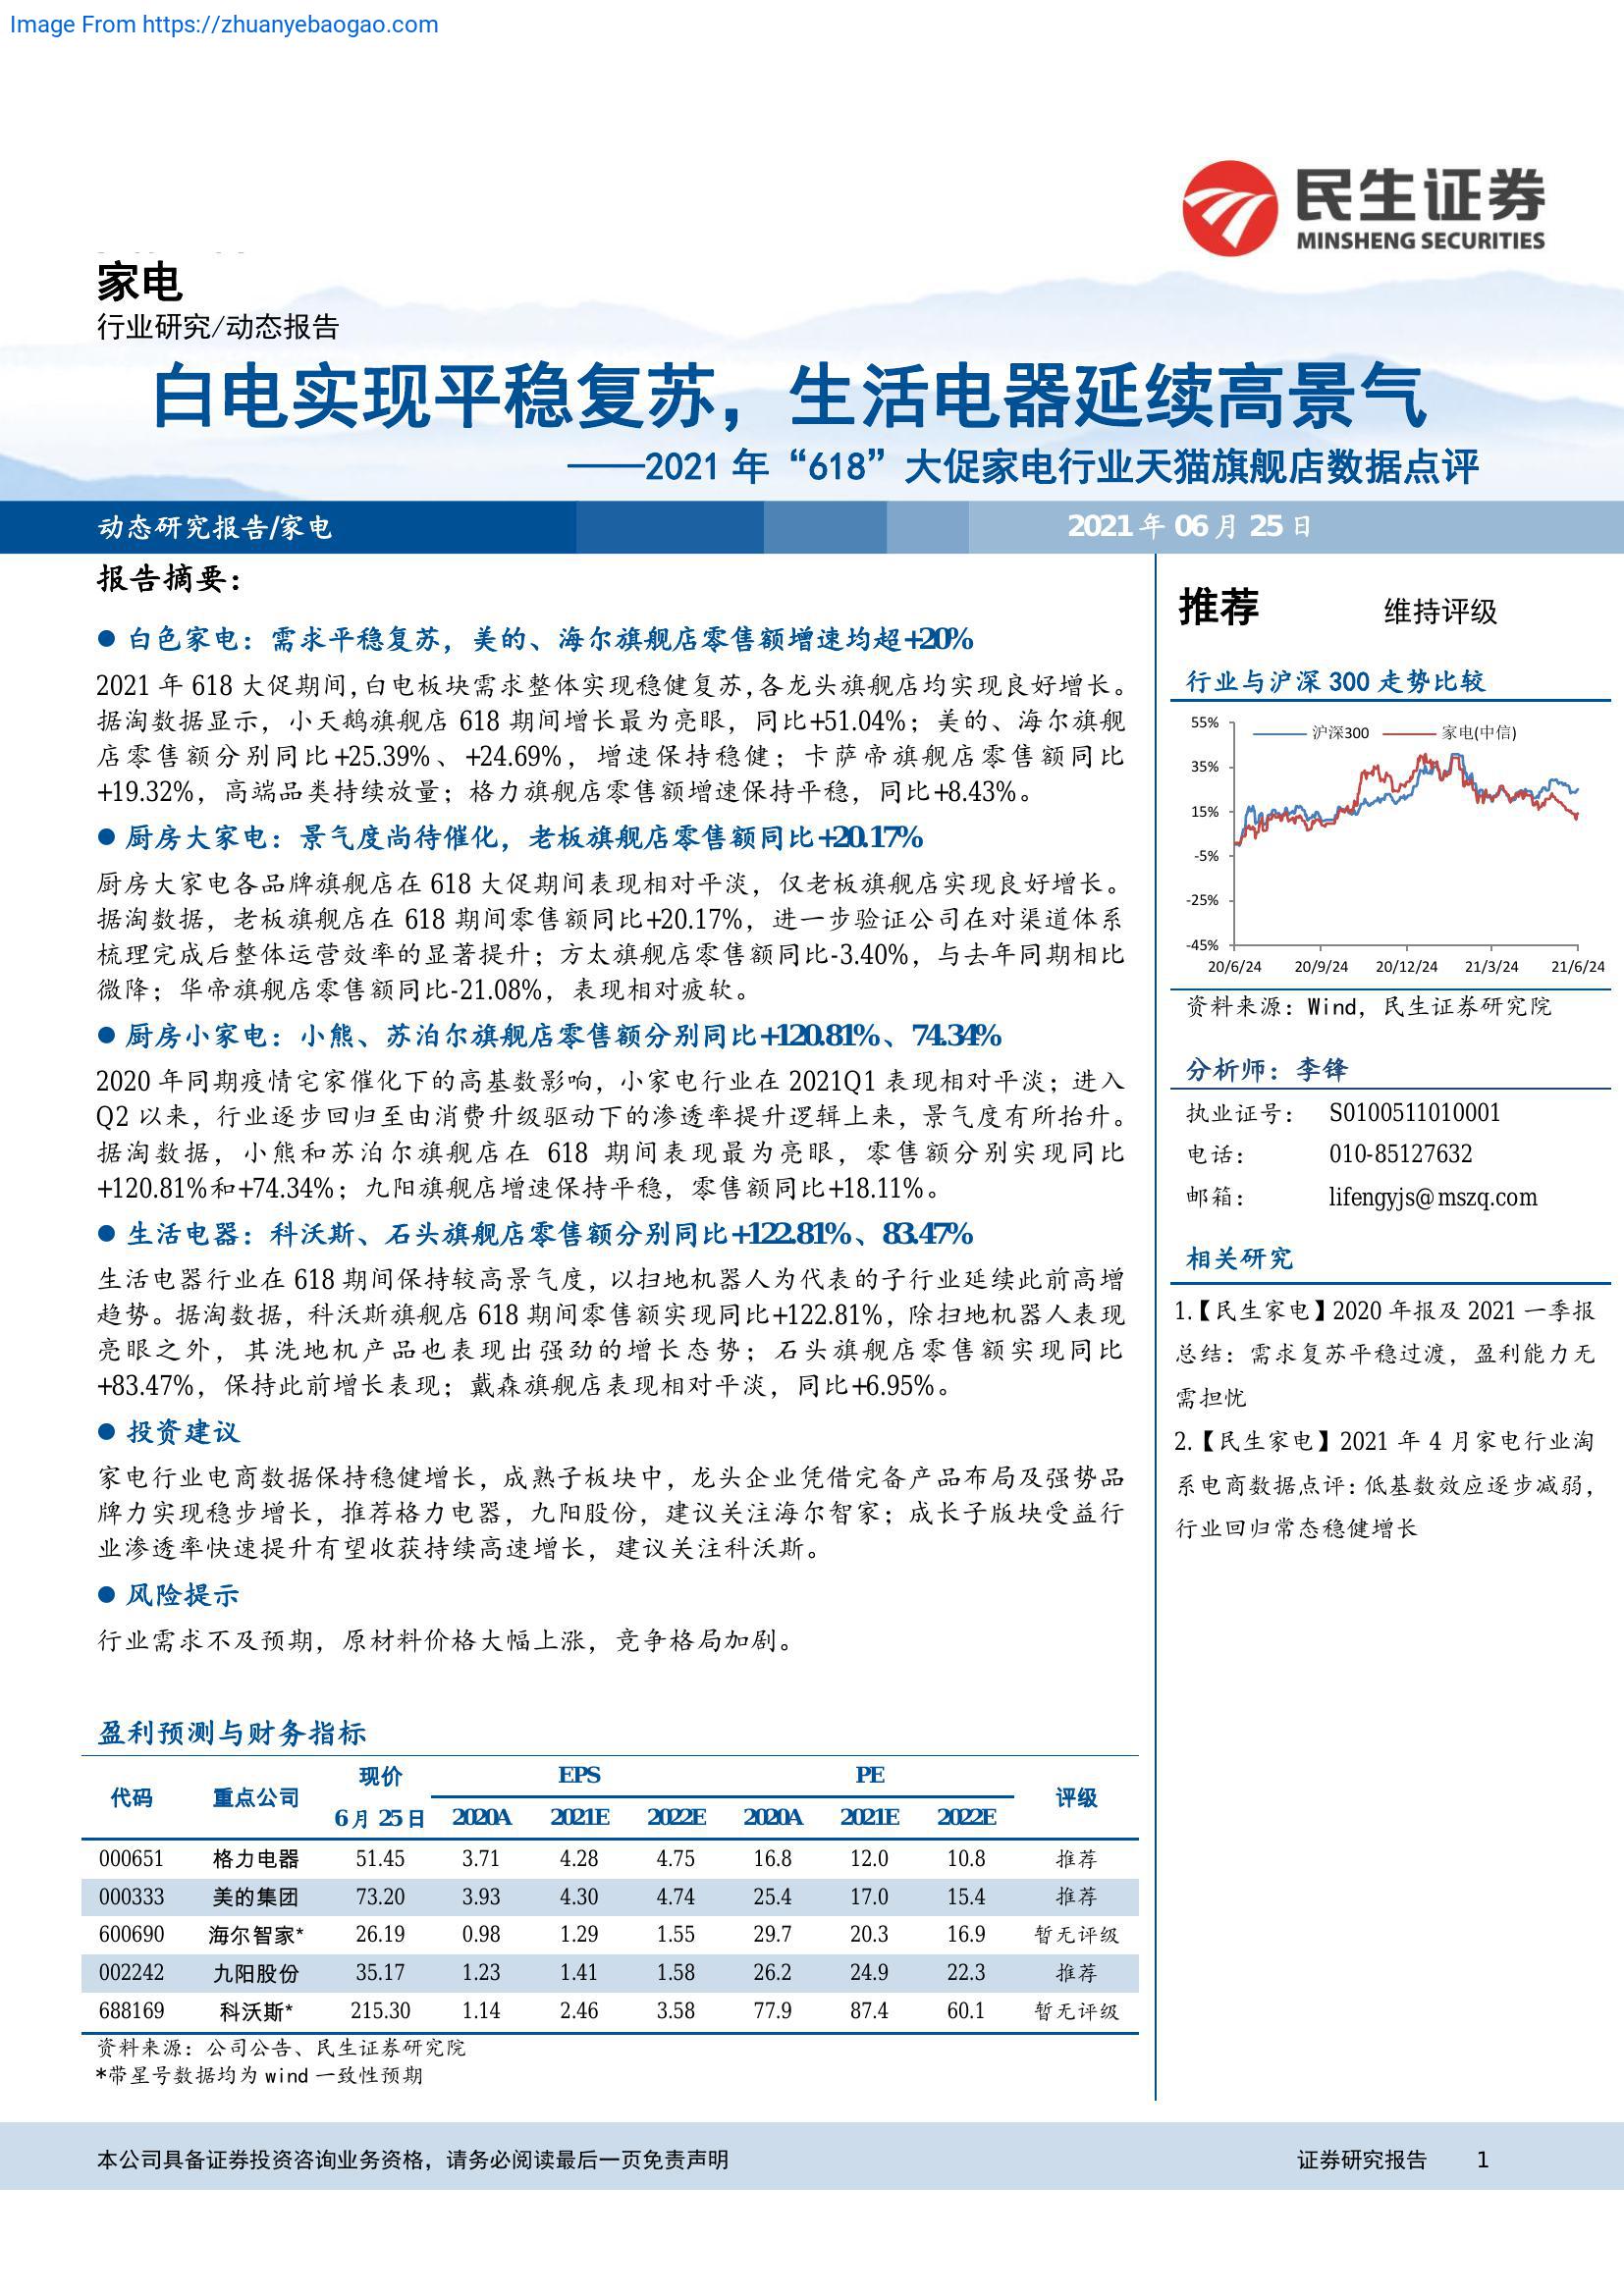 Image From https://zhuanyebaogao.com
民生证券
MINSHENG SECURITIES
家电
行业研究/动态报告
白电实现平稳复苏，生活电器延续高景气
——2021 年“618”大促家电行业天猫旗舰店数据点评
动态研究报告/家电
2021 年 06 月 25 日
报告摘要：
● 白色家电：需求平稳复苏，美的、海尔旗舰店零售额增速均超+20%
2021 年 618 大促期间，白电板块需求整体实现稳健复苏，各龙头旗舰店均实现良好增长。
据淘数据显示，小天鹅旗舰店 618 期间增长最为亮眼，同比+51.04%；美的、海尔旗舰
店零售额分别同比+25.39%、+24.69%，增速保持稳健；卡萨帝旗舰店零售额同比
+19.32%，高端品类持续放量；格力旗舰店零售额增速保持平稳，同比+8.43%。
● 厨房大家电：景气度尚待催化，老板旗舰店零售额同比+20.17%
厨房大家电各品牌旗舰店在 618 大促期间表现相对平淡，仅老板旗舰店实现良好增长。
据淘数据，老板旗舰店在 618 期间零售额同比+20.17%，进一步验证公司在对渠道体系
梳理完成后整体运营效率的显著提升；方太旗舰店零售额同比-3.40%，与去年同期相比
微降；华帝旗舰店零售额同比-21.08%，表现相对疲软。
● 厨房小家电：小熊、苏泊尔旗舰店零售额分别同比+120.81%、74.34%
2020 年同期疫情宅家催化下的高基数影响，小家电行业在 2021Q1 表现相对平淡；进入
Q2 以来，行业逐步回归至由消费升级驱动下的渗透率提升逻辑上来，景气度有所抬升。
据淘数据，小熊和苏泊尔旗舰店在 618 期间表现最为亮眼，零售额分别实现同比
+120.81%和+74.34%；九阳旗舰店增速保持平稳，零售额同比+18.11%。
● 生活电器：科沃斯、石头旗舰店零售额分别同比+122.81%、83.47%
生活电器行业在 618 期间保持较高景气度，以扫地机器人为代表的子行业延续此前高增
趋势。据淘数据，科沃斯旗舰店 618 期间零售额实现同比+122.81%，除扫地机器人表现
亮眼之外，其洗地机产品也表现出强劲的增长态势；石头旗舰店零售额实现同比
+83.47%，保持此前增长表现；戴森旗舰店表现相对平淡，同比+6.95%。
● 投资建议
家电行业电商数据保持稳健增长，成熟子板块中，龙头企业凭借完备产品布局及强势品
牌力实现稳步增长，推荐格力电器，九阳股份，建议关注海尔智家；成长子版块受益行
业渗透率快速提升有望收获持续高速增长，建议关注科沃斯。
● 风险提示
行业需求不及预期，原材料价格大幅上涨，竞争格局加剧。
盈利预测与财务指标
代码 重点公司 现价 EPS PE 评级
6 月 25 日 2020A 2021E 2022E 2020A 2021E 2022E
000651 格力电器 51.45 3.71 4.28 4.75 16.8 12.0 10.8 推荐
000333 美的集团 73.20 3.93 4.30 4.74 25.4 17.0 15.4 推荐
600690 海尔智家* 26.19 0.98 1.29 1.55 29.7 20.3 16.9 暂无评级
002242 九阳股份 35.17 1.23 1.41 1.58 26.2 24.9 22.3 推荐
688169 科沃斯* 215.30 1.14 2.46 3.58 77.9 87.4 60.1 暂无评级
资料来源：公司公告、民生证券研究院
*带星号数据均为 wind 一致性预期
推荐 维持评级
行业与沪深 300 走势比较
沪深300 家电(中信)
55%
35%
15%
-5%
-25%
-45%
20/6/24 20/9/24 20/12/24 21/3/24 21/6/24
资料来源：Wind，民生证券研究院
分析师：李锋
执业证号： S0100511010001
电话： 010-85127632
邮箱： lifengyjs@mszq.com
相关研究
1.【民生家电】2020 年报及 2021 一季报
总结：需求复苏平稳过渡，盈利能力无
需担忧
2.【民生家电】2021 年 4 月家电行业淘
系电商数据点评：低基数效应逐步减弱，
行业回归常态稳健增长
本公司具备证券投资咨询业务资格，请务必阅读最后一页免责声明
证券研究报告 1